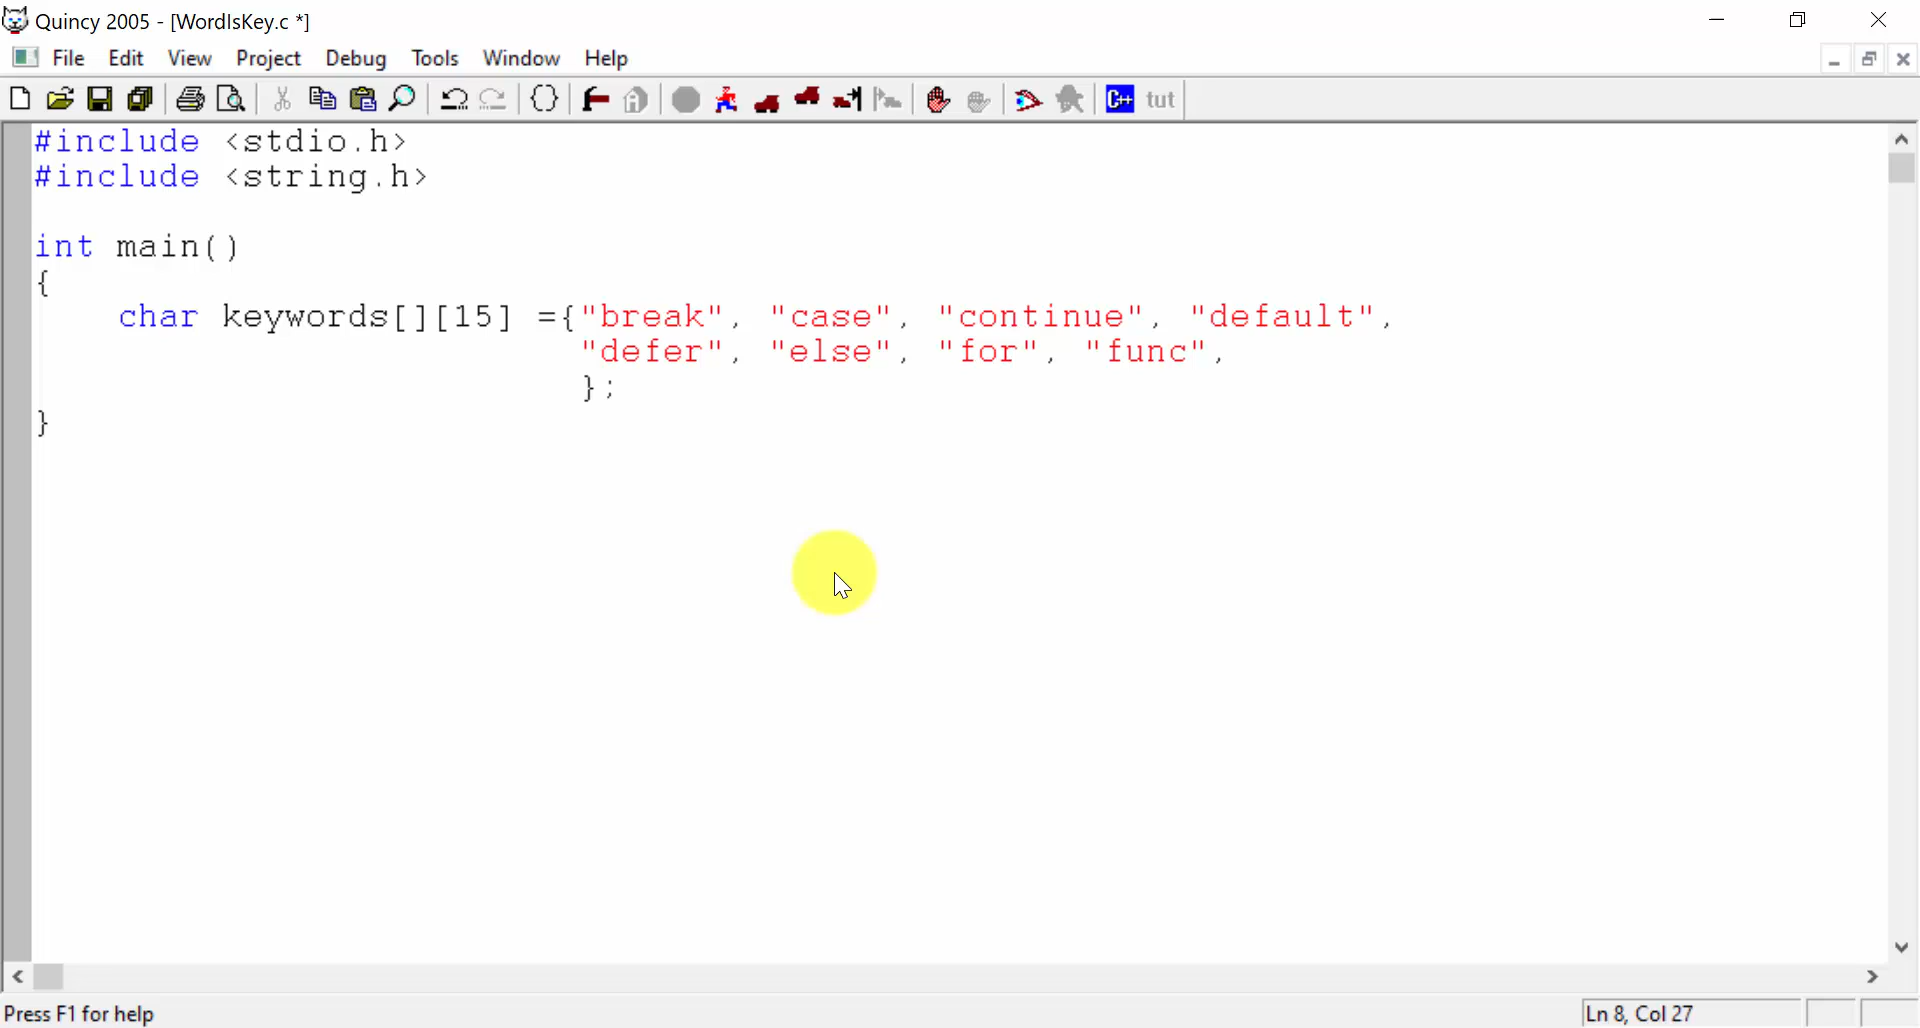 Quincy 2005 - [WordIsKey.c *]
File Edit View Project Debug Tools Window Help
{} C++ tut
#include <stdio.h>
#include <string.h>
int main()
{
char keywords[][15] ={"break", "case", "continue", "default",
"defer", "else", "for", "func",
};
}
Press F1 for help
Ln 8, Col 27